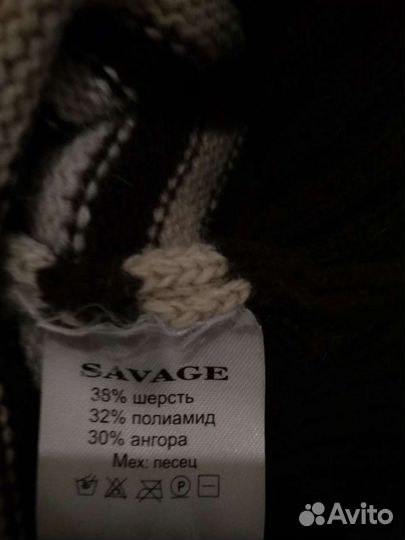 SAVAGE
38% шерсть
32% полиамид
30% ангора
Мех: песец
P
Avito